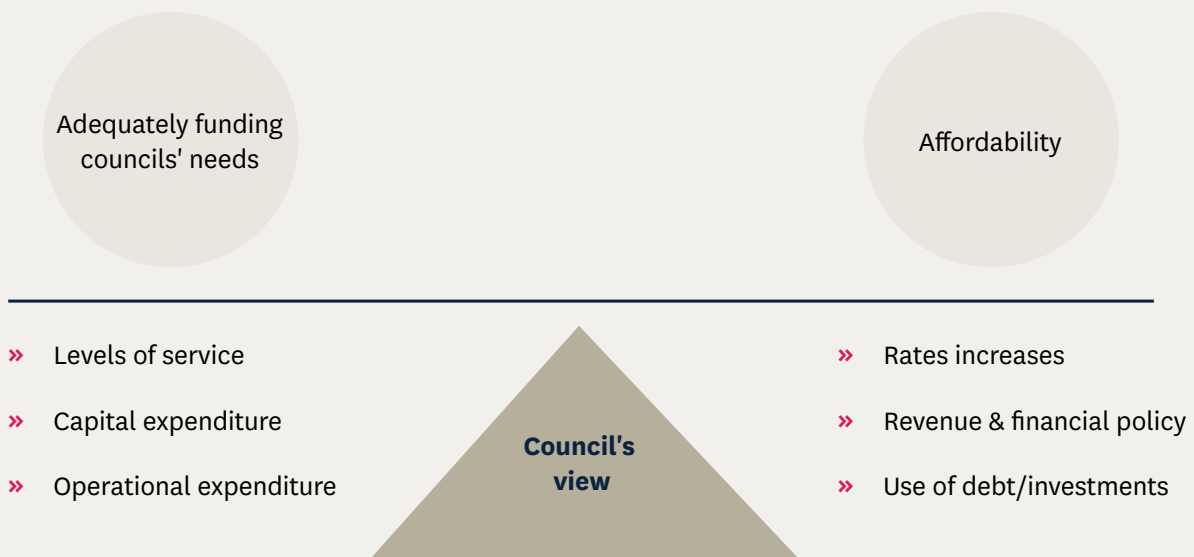 Adequately funding
councils' needs
Affordability
» Levels of service
» Capital expenditure
» Operational expenditure
Council's
view
» Rates increases
» Revenue & financial policy
» Use of debt/investments